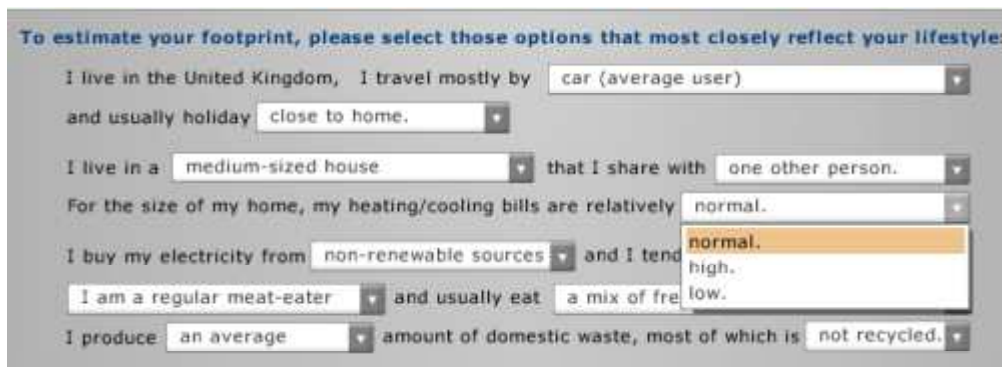 To estimate your footprint, please select those options that most closely reflect your lifestyle:
I live in the United Kingdom, I travel mostly by car (average user)
and usually holiday close to home.
I live in a medium-sized house that I share with one other person.
For the size of my home, my heating/cooling bills are relatively normal.
normal.
I buy my electricity from non-renewable sources and I tend
high.
I am a regular meat-eater and usually eat a mix of fre
low.
I produce an average amount of domestic waste, most of which is not recycled.